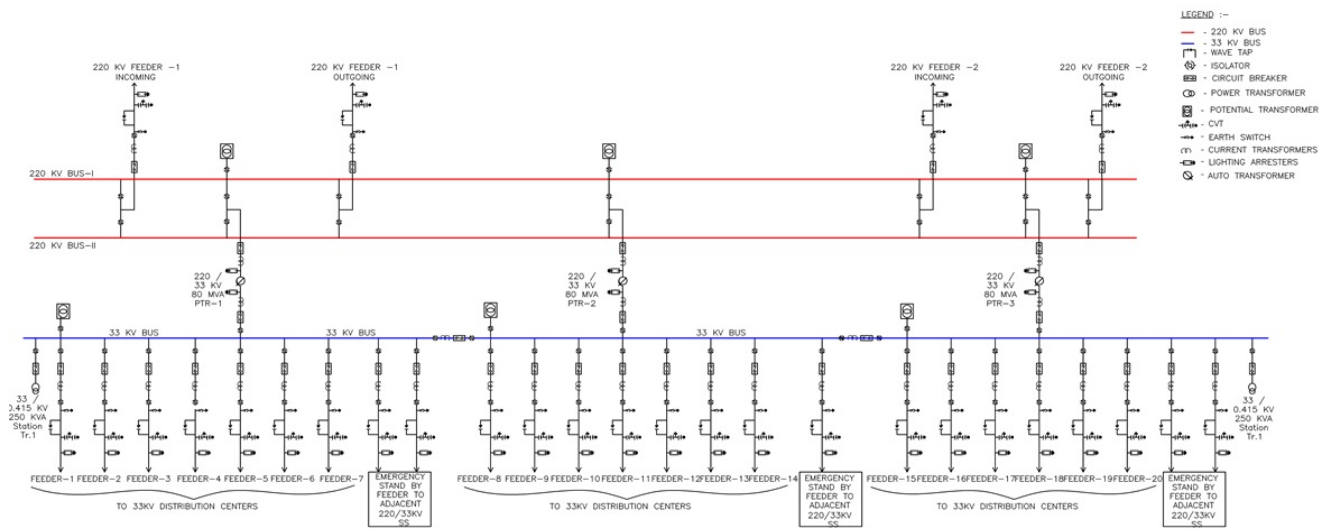 LEGEND :-
- 220 KV BUS
- 33 KV BUS
- WAVE TAP
- ISOLATOR
- CIRCUIT BREAKER
- POWER TRANSFORMER
- POTENTIAL TRANSFORMER
- CVT
- EARTH SWITCH
- CURRENT TRANSFORMERS
- LIGHTING ARRESTERS
- AUTO TRANSFORMER
220 KV FEEDER -1
INCOMING
220 KV FEEDER -1
OUTGOING
220 KV FEEDER -2
INCOMING
220 KV FEEDER -2
OUTGOING
220 KV BUS-I
220 KV BUS-II
220 /
33 KV
80 MVA
PTR-1
220 /
33 KV
80 MVA
PTR-2
220 /
33 KV
80 MVA
PTR-3
33 KV BUS
33 KV BUS
33 KV BUS
33 /
0.415 KV
250 KVA
Station
Tr.1
33 /
0.415 KV
250 KVA
Station
Tr.1
FEEDER-1
FEEDER-2
FEEDER-3
FEEDER-4
FEEDER-5
FEEDER-6
FEEDER-7
EMERGENCY
STAND BY
FEEDER TO
ADJACENT
220/33KV
SS
FEEDER-8
FEEDER-9
FEEDER-10
FEEDER-11
FEEDER-12
FEEDER-13
FEEDER-14
EMERGENCY
STAND BY
FEEDER TO
ADJACENT
220/33KV
SS
FEEDER-15
FEEDER-16
FEEDER-17
FEEDER-18
FEEDER-19
FEEDER-20
EMERGENCY
STAND BY
FEEDER TO
ADJACENT
220/33KV
SS
TO 33KV DISTRIBUTION CENTERS
TO 33KV DISTRIBUTION CENTERS
TO 33KV DISTRIBUTION CENTERS